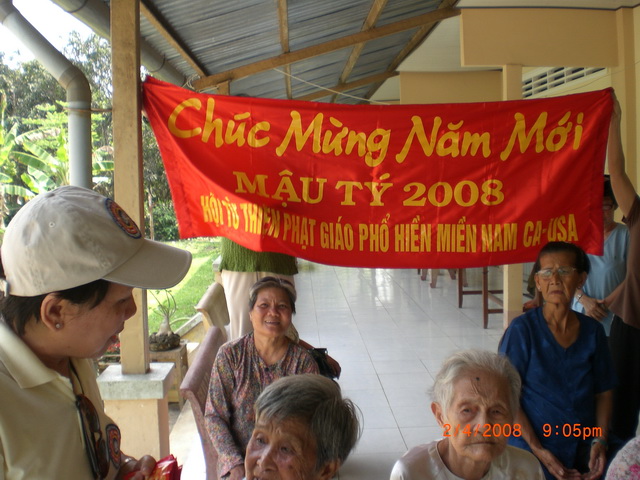 Chúc Mừng Năm Mới
MẬU TÝ 2008
HỘI TỪ THIỆN PHẬT GIÁO PHỔ HIỀN MIỀN NAM CA-USA
2/4/2008 9:05pm